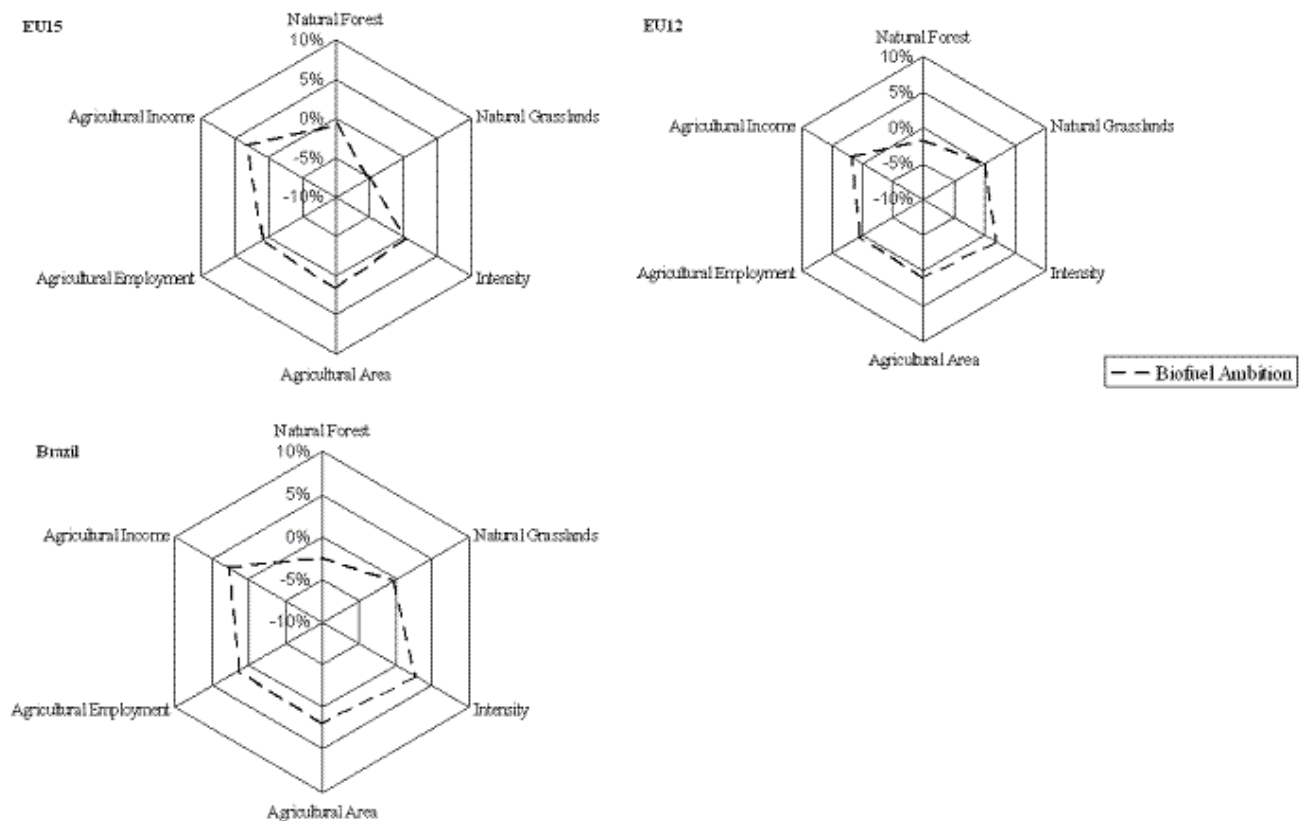 EU15
Natural Forest
10%
5%
0%
-5%
-10%
Agricultural Income
Natural Grasslands
Agricultural Employment
Intensity
Agricultural Area
EU12
Natural Forest
10%
5%
0%
-5%
-10%
Agricultural Income
Natural Grasslands
Agricultural Employment
Intensity
Agricultural Area
Biofuel Ambition
Brazil
Natural Forest
10%
5%
0%
-5%
-10%
Agricultural Income
Natural Grasslands
Agricultural Employment
Intensity
Agricultural Area